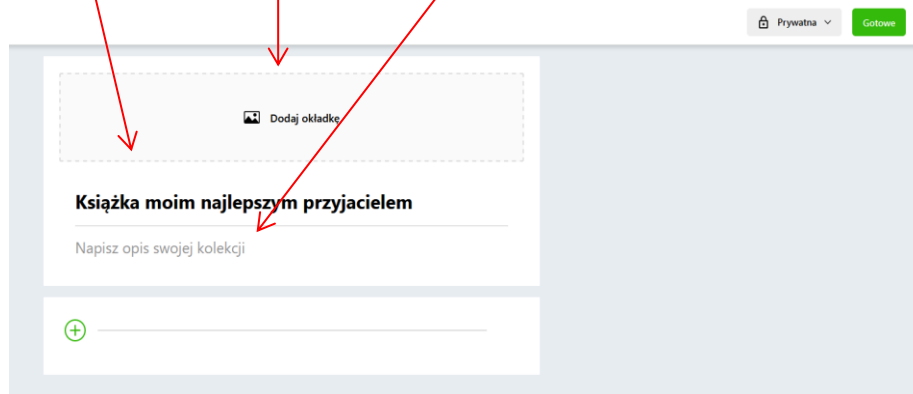 Prywatna
Gotowe
Dodaj okładkę
Książka moim najlepszym przyjacielem
Napisz opis swojej kolekcji